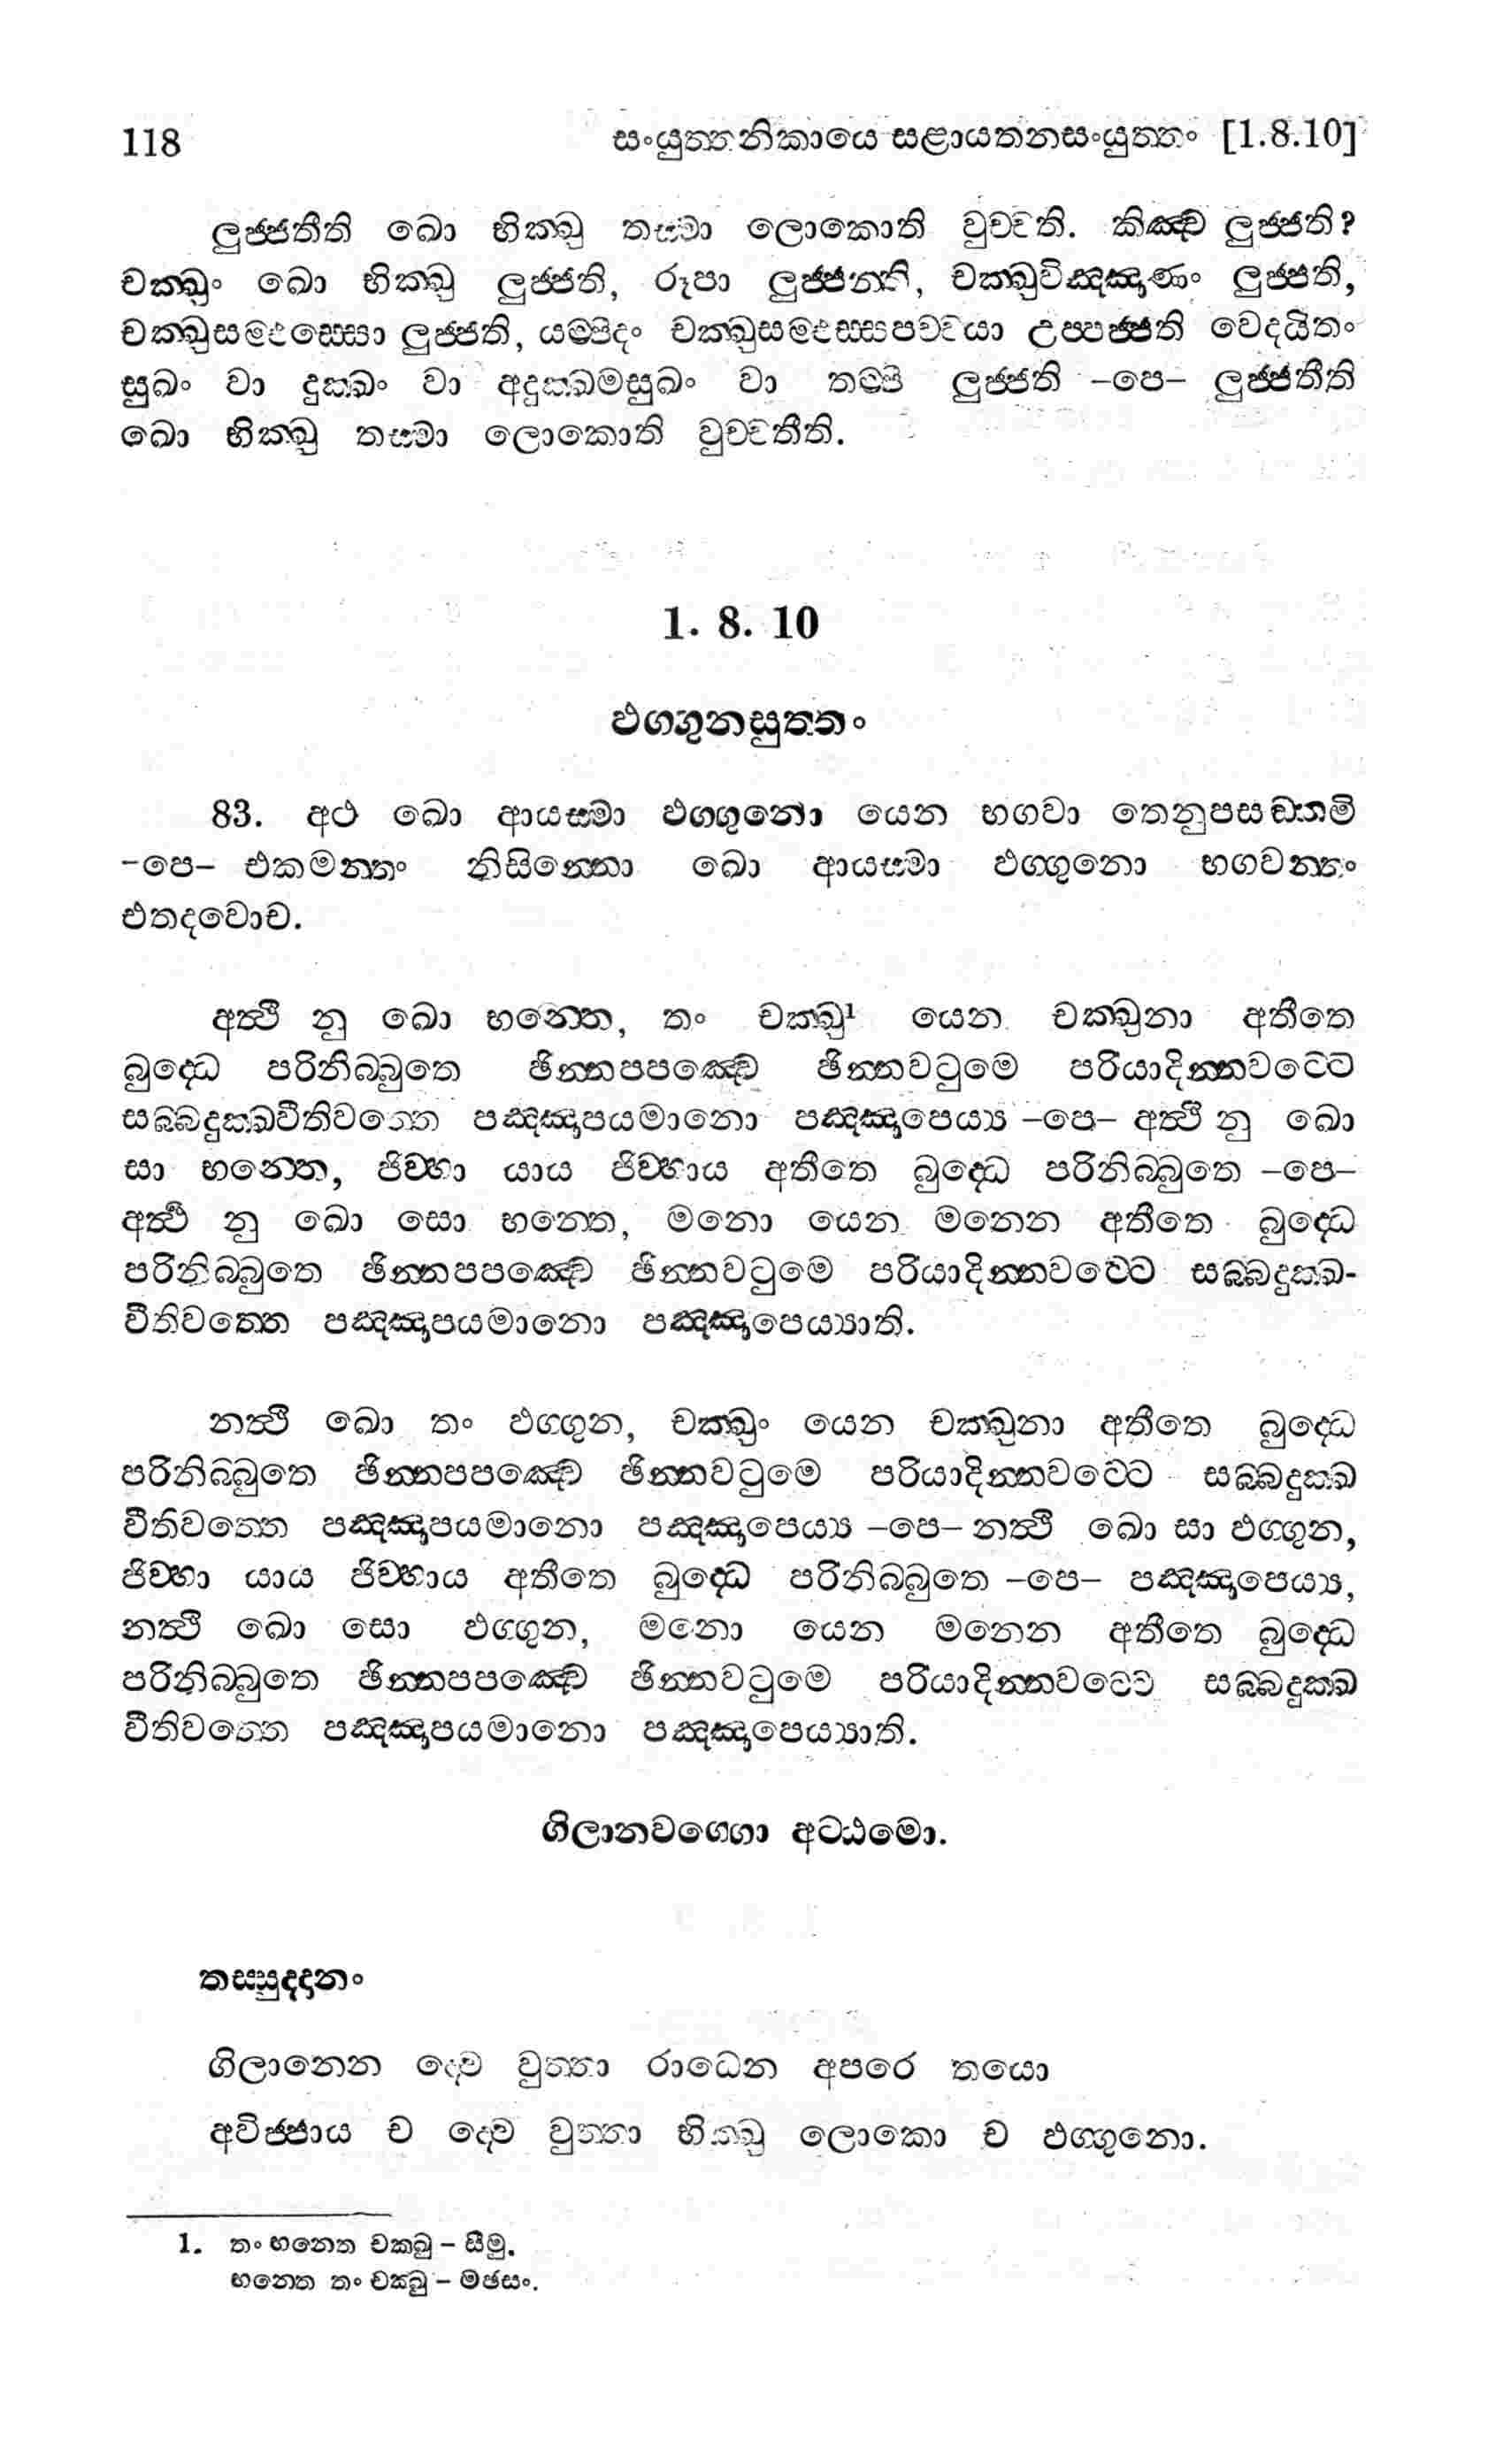 118 සංයුත්තනිකායෙ සළායතනසංයුත්තං [1.8.10]
ලුජ්ජතීති ඛො භික්ඛු තස්මා ලොකොති වුච්චති. කිඤ්ච ලුජ්ජති?
චක්ඛුං ඛො භික්ඛු ලුජ්ජති, රූපා ලුජ්ජන්ති, චක්ඛුවිඤ්ඤාණං ලුජ්ජති,
චක්ඛුසම්ඵස්සො ලුජ්ජති, යම්පිදං චක්ඛුසම්ඵස්සපච්චයා උප්පජ්ජති වෙදයිතං
සුඛං වා දුක්ඛං වා අදුක්ඛමසුඛං වා තම්පි ලුජ්ජති –පෙ– ලුජ්ජතීති
ඛො භික්ඛු තස්මා ලොකොති වුච්චතීති.
1. 8. 10
ඵග්ගුනසුත්තං
83. අථ ඛො ආයස්මා ඵග්ගුනො යෙන භගවා තෙනුපසඞ්කමි
–පෙ– එකමන්තං නිසින්නො ඛො ආයස්මා ඵග්ගුනො භගවන්තං
එතදවොච.
අත්ථි නු ඛො භන්තෙ, තං චක්ඛු¹ යෙන චක්ඛුනා අතීතෙ
බුද්ධෙ පරිනිබ්බුතෙ ඡින්නපපඤ්චෙ ඡින්නවටුමෙ පරියාදින්නවට්ටෙ
සබ්බදුක්ඛවීතිවත්තෙ පඤ්ඤාපයමානො පඤ්ඤාපෙය්‍ය –පෙ– අත්ථි නු ඛො
සා භන්තෙ, ජිව්හා යාය ජිව්හාය අතීතෙ බුද්ධෙ පරිනිබ්බුතෙ –පෙ–
අත්ථි නු ඛො සො භන්තෙ, මනො යෙන මනෙන අතීතෙ බුද්ධෙ
පරිනිබ්බුතෙ ඡින්නපපඤ්චෙ ඡින්නවටුමෙ පරියාදින්නවට්ටෙ සබ්බදුක්ඛ-
වීතිවත්තෙ පඤ්ඤාපයමානො පඤ්ඤාපෙය්‍යාති.
නත්ථි ඛො තං ඵග්ගුන, චක්ඛුං යෙන චක්ඛුනා අතීතෙ බුද්ධෙ
පරිනිබ්බුතෙ ඡින්නපපඤ්චෙ ඡින්නවටුමෙ පරියාදින්නවට්ටෙ සබ්බදුක්ඛ
වීතිවත්තෙ පඤ්ඤාපයමානො පඤ්ඤාපෙය්‍ය –පෙ– නත්ථි ඛො සා ඵග්ගුන,
ජිව්හා යාය ජිව්හාය අතීතෙ බුද්ධෙ පරිනිබ්බුතෙ –පෙ– පඤ්ඤාපෙය්‍ය,
නත්ථි ඛො සො ඵග්ගුන, මනො යෙන මනෙන අතීතෙ බුද්ධෙ
පරිනිබ්බුතෙ ඡින්නපපඤ්චෙ ඡින්නවටුමෙ පරියාදින්නවට්ටෙ සබ්බදුක්ඛ
වීතිවත්තෙ පඤ්ඤාපයමානො පඤ්ඤාපෙය්‍යාති.
ගිලානවග්ගො අට්ඨමො.
තස්සුද්දානං
ගිලානෙන ද්වෙ වුත්තා රාධෙන අපරෙ තයො
අවිජ්ජාය ච ද්වෙ වුත්තා භික්ඛු ලොකො ච ඵග්ගුනො.
1. තං භන්තෙ චක්ඛු – සීමු.
භන්තෙ තං චක්ඛු – මඡසං.